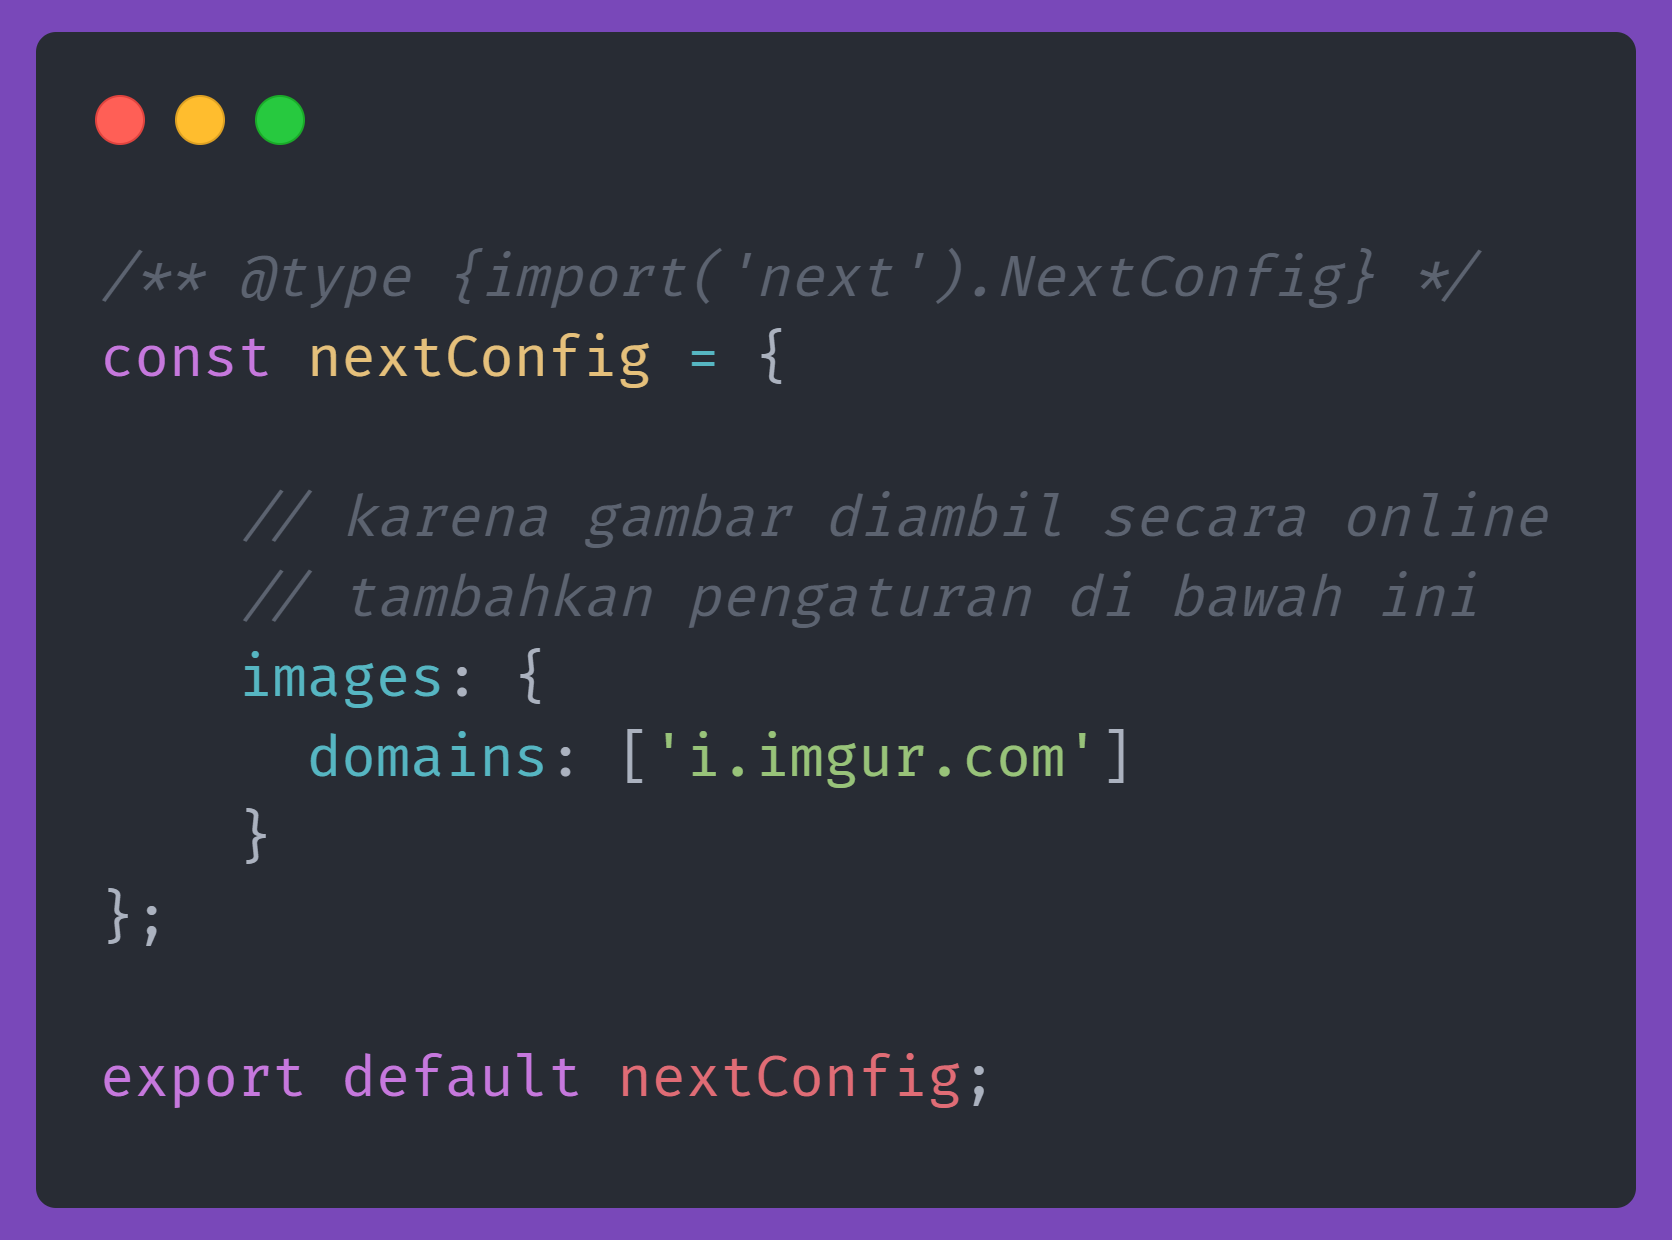 /** @type {import('next').NextConfig} */
const nextConfig = {
// karena gambar diambil secara online
// tambahkan pengaturan di bawah ini
images: {
domains: ['i.imgur.com']
}
};
export default nextConfig;